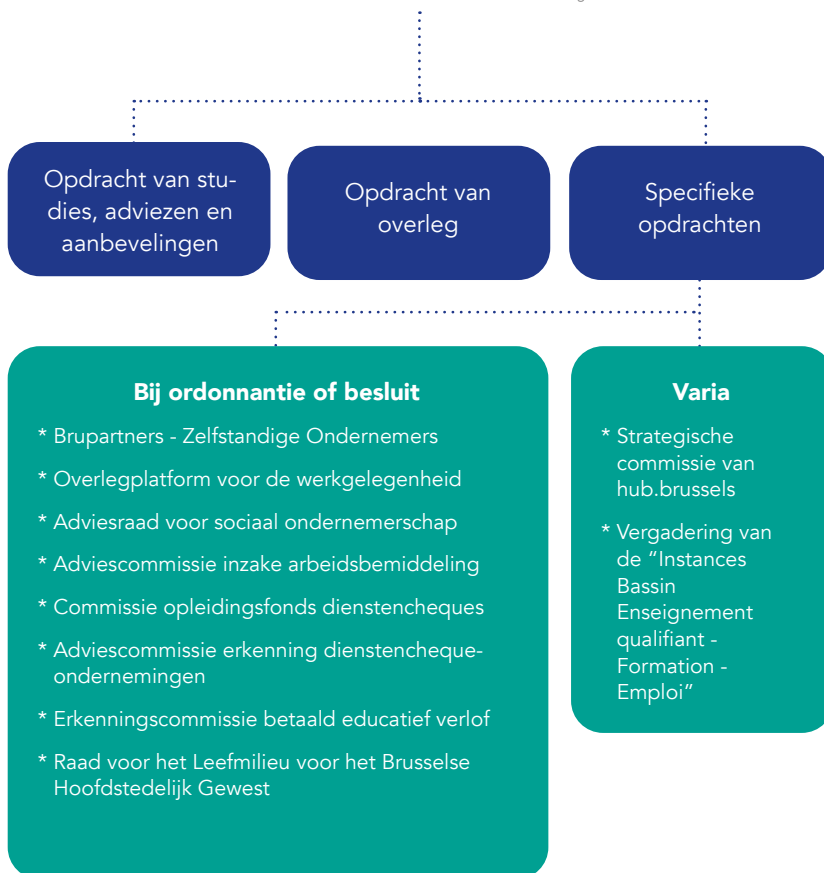 Opdracht van stu-
dies, adviezen en
aanbevelingen
Opdracht van
overleg
Specifieke
opdrachten
Bij ordonnantie of besluit
* Brupartners - Zelfstandige Ondernemers
* Overlegplatform voor de werkgelegenheid
* Adviesraad voor sociaal ondernemerschap
* Adviescommissie inzake arbeidsbemiddeling
* Commissie opleidingsfonds dienstencheques
* Adviescommissie erkenning dienstencheque-
ondernemingen
* Erkenningscommissie betaald educatief verlof
* Raad voor het Leefmilieu voor het Brusselse
Hoofdstedelijk Gewest
Varia
* Strategische
commissie van
hub.brussels
* Vergadering van
de “Instances
Bassin
Enseignement
qualifiant -
Formation -
Emploi”